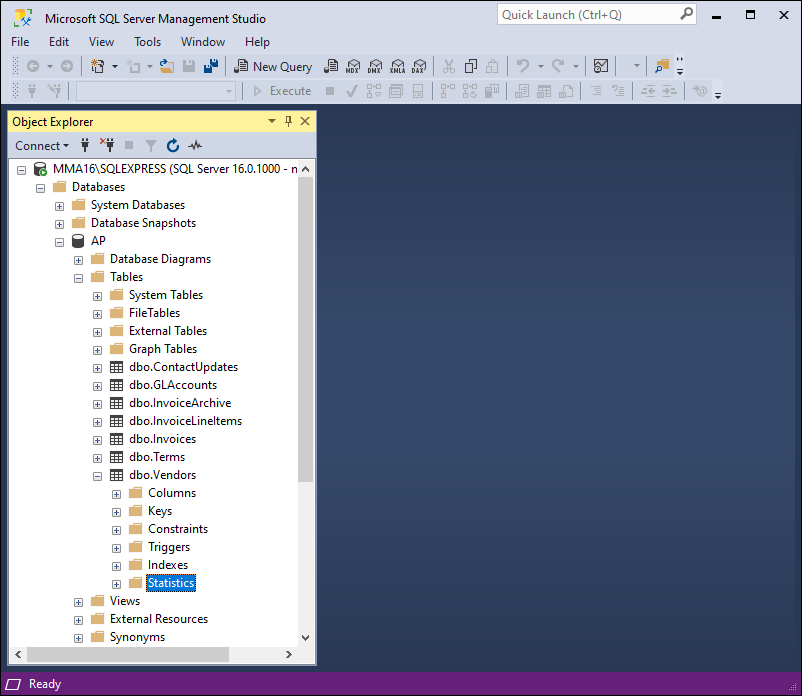 Microsoft SQL Server Management Studio
Quick Launch (Ctrl+Q)
File Edit View Tools Window Help
New Query MDX DMX XMLA DAX
Execute
Object Explorer
Connect
MMA16\SQLEXPRESS (SQL Server 16.0.1000 - n
Databases
System Databases
Database Snapshots
AP
Database Diagrams
Tables
System Tables
FileTables
External Tables
Graph Tables
dbo.ContactUpdates
dbo.GLAccounts
dbo.InvoiceArchive
dbo.InvoiceLineItems
dbo.Invoices
dbo.Terms
dbo.Vendors
Columns
Keys
Constraints
Triggers
Indexes
Statistics
Views
External Resources
Synonyms
Ready